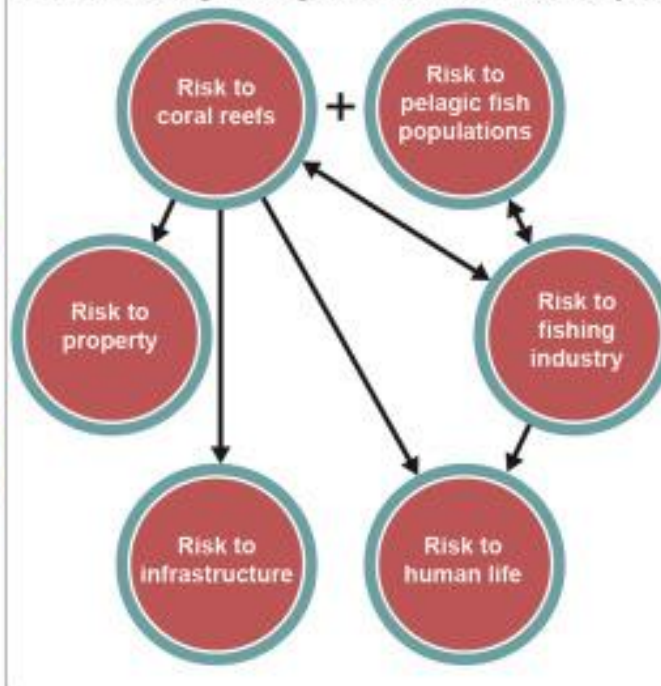 Risk to
coral reefs
+
Risk to
pelagic fish
populations
Risk to
property
Risk to
fishing
industry
Risk to
infrastructure
Risk to
human life